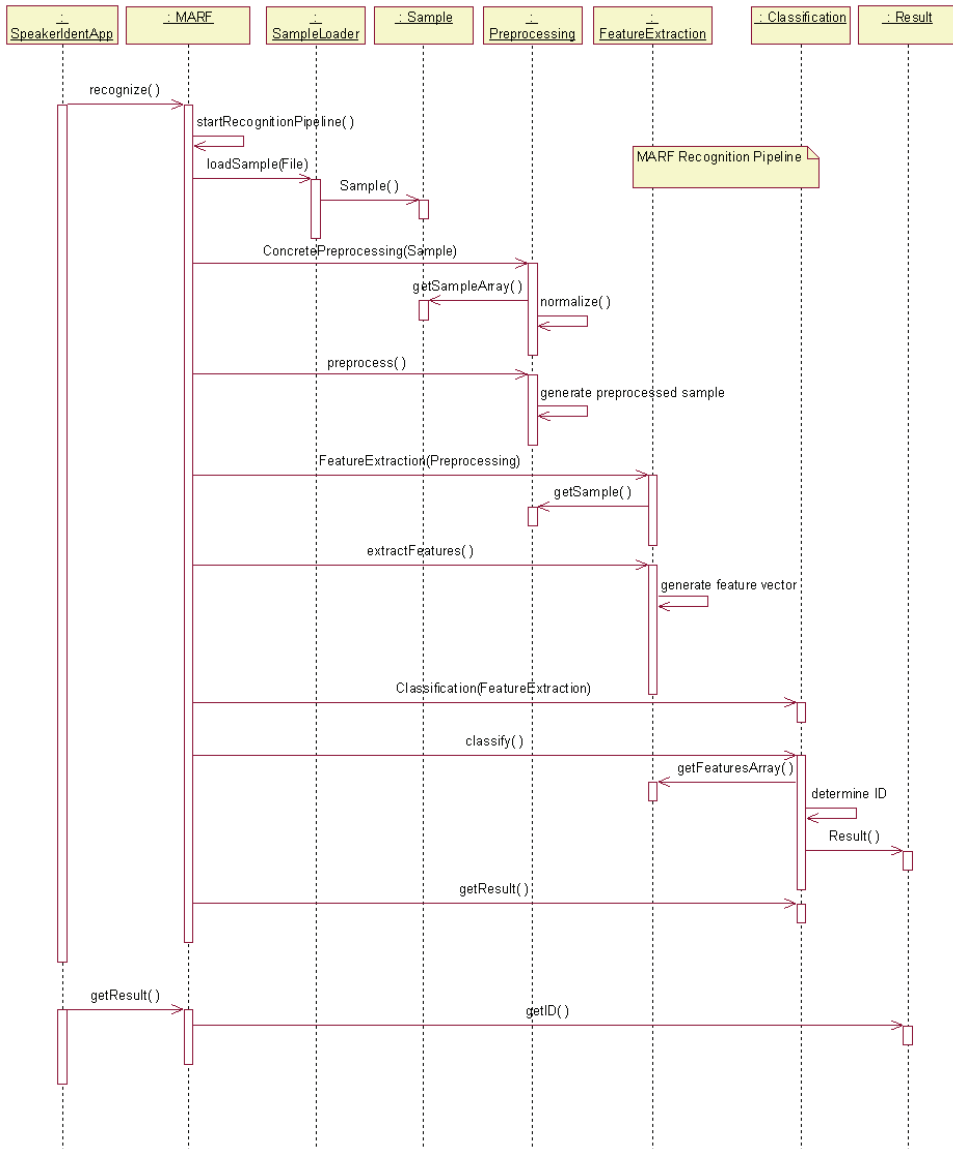 :
SpeakerIdentApp
: MARF
:
SampleLoader
: Sample
:
Preprocessing
:
FeatureExtraction
: Classification
: Result
recognize( )
startRecognitionPipeline( )
MARF Recognition Pipeline
loadSample(File)
Sample( )
ConcretePreprocessing(Sample)
getSampleArray( )
normalize( )
preprocess( )
generate preprocessed sample
FeatureExtraction(Preprocessing)
getSample( )
extractFeatures( )
generate feature vector
Classification(FeatureExtraction)
classify( )
getFeaturesArray( )
determine ID
Result( )
getResult( )
getResult( )
getID( )